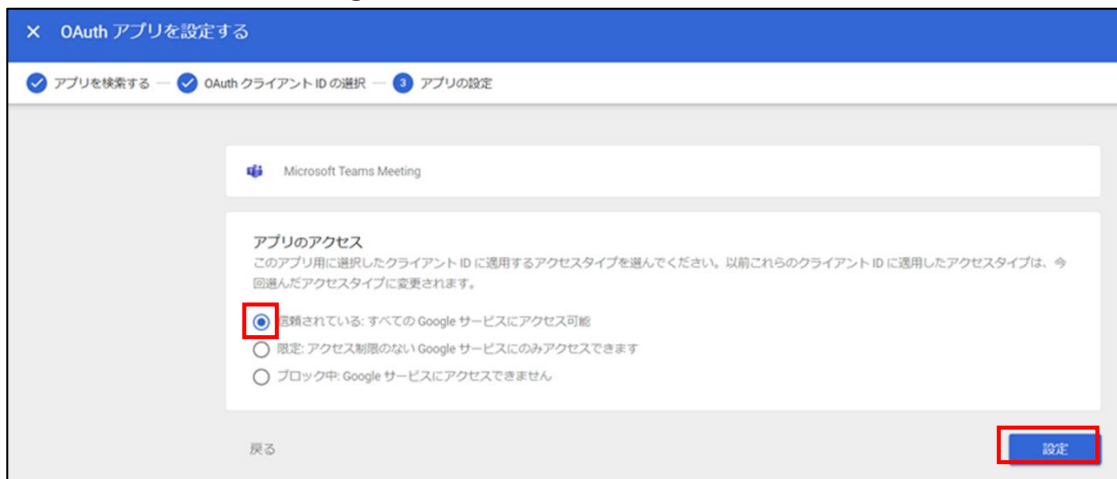 × OAuth アプリを設定する
アプリを検索する — OAuth クライアント ID の選択 — 3 アプリの設定
Microsoft Teams Meeting
アプリのアクセス
このアプリ用に選択したクライアント ID に適用するアクセスタイプを選んでください。以前これらのクライアント ID に適用したアクセスタイプは、今
回選んだアクセスタイプに変更されます。
信頼されている: すべての Google サービスにアクセス可能
限定: アクセス制限のない Google サービスにのみアクセスできます
ブロック中: Google サービスにアクセスできません
戻る
設定